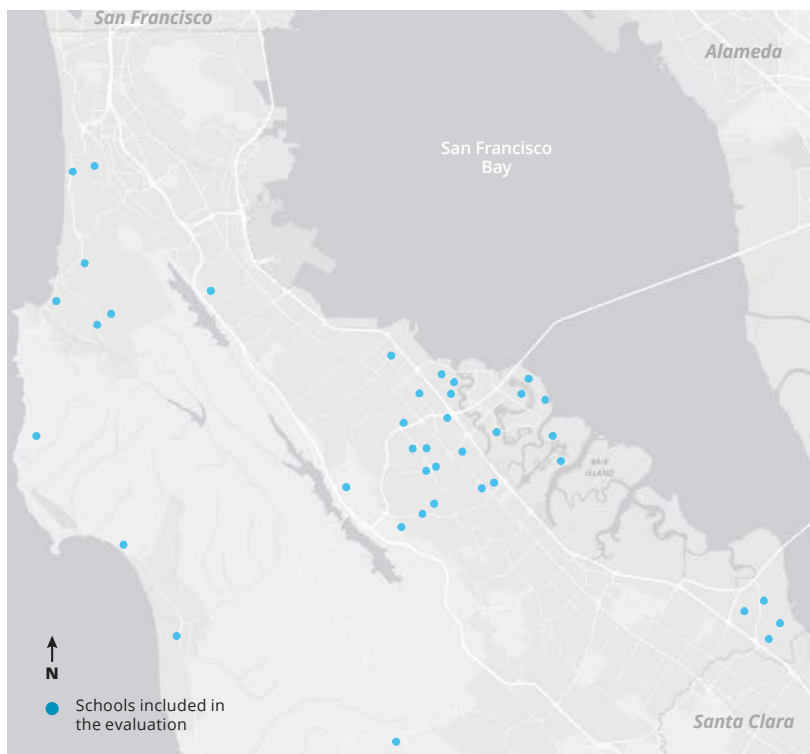 San Francisco
Alameda
San Francisco
Bay
BAIR
ISLAND
N
Schools included in
the evaluation
Santa Clara